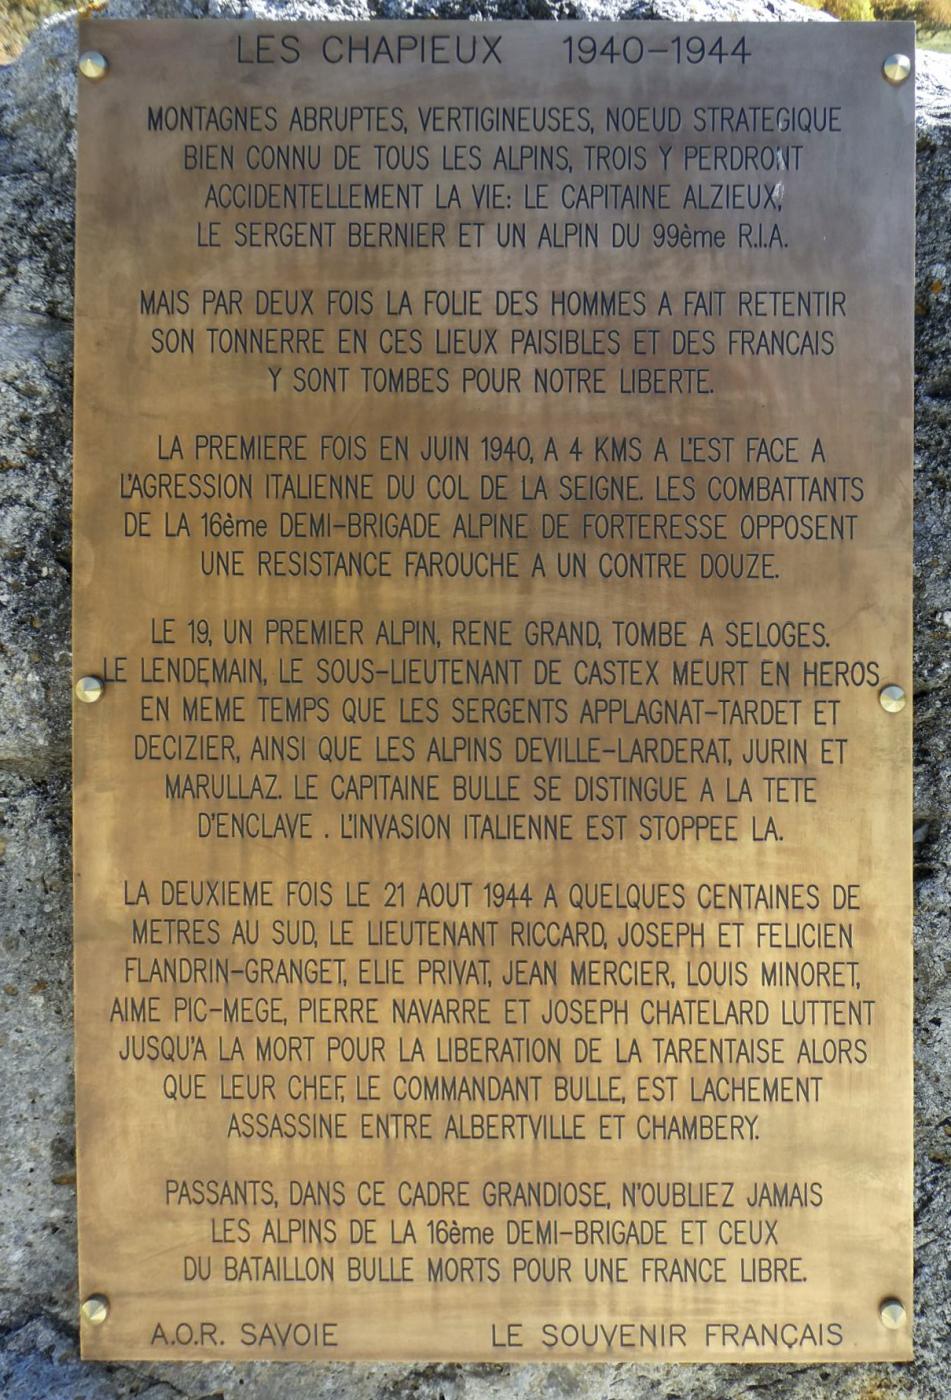 LES CHAPIEUX 1940-1944
MONTAGNES ABRUPTES, VERTIGINEUSES, NOEUD STRATEGIQUE
BIEN CONNU DE TOUS LES ALPINS, TROIS Y PERDRONT
ACCIDENTELLEMENT LA VIE: LE CAPITAINE ALZIEUX,
LE SERGENT BERNIER ET UN ALPIN DU 99ème R.I.A.
MAIS PAR DEUX FOIS LA FOLIE DES HOMMES A FAIT RETENTIR
SON TONNERRE EN CES LIEUX PAISIBLES ET DES FRANCAIS
Y SONT TOMBES POUR NOTRE LIBERTE.
LA PREMIERE FOIS EN JUIN 1940, A 4 KMS A L'EST FACE A
L'AGRESSION ITALIENNE DU COL DE LA SEIGNE. LES COMBATTANTS
DE LA 16ème DEMI-BRIGADE ALPINE DE FORTERESSE OPPOSENT
UNE RESISTANCE FAROUCHE A UN CONTRE DOUZE.
LE 19, UN PREMIER ALPIN, RENE GRAND, TOMBE A SELOGES.
LE LENDEMAIN, LE SOUS-LIEUTENANT DE CASTEX MEURT EN HEROS
EN MEME TEMPS QUE LES SERGENTS APPLAGNAT-TARDET ET
DECIZIER, AINSI QUE LES ALPINS DEVILLE-LARDERAT, JURIN ET
MARULLAZ. LE CAPITAINE BULLE SE DISTINGUE A LA TETE
D'ENCLAVE . L'INVASION ITALIENNE EST STOPPEE LA.
LA DEUXIEME FOIS LE 21 AOUT 1944 A QUELQUES CENTAINES DE
METRES AU SUD, LE LIEUTENANT RICCARD, JOSEPH ET FELICIEN
FLANDRIN-GRANGET, ELIE PRIVAT, JEAN MERCIER, LOUIS MINORET,
AIME PIC-MEGE, PIERRE NAVARRE ET JOSEPH CHATELARD LUTTENT
JUSQU'A LA MORT POUR LA LIBERATION DE LA TARENTAISE ALORS
QUE LEUR CHEF, LE COMMANDANT BULLE, EST LACHEMENT
ASSASSINE ENTRE ALBERTVILLE ET CHAMBERY.
PASSANTS, DANS CE CADRE GRANDIOSE, N'OUBLIEZ JAMAIS
LES ALPINS DE LA 16ème DEMI-BRIGADE ET CEUX
DU BATAILLON BULLE MORTS POUR UNE FRANCE LIBRE.
A.O.R. SAVOIE LE SOUVENIR FRANÇAIS